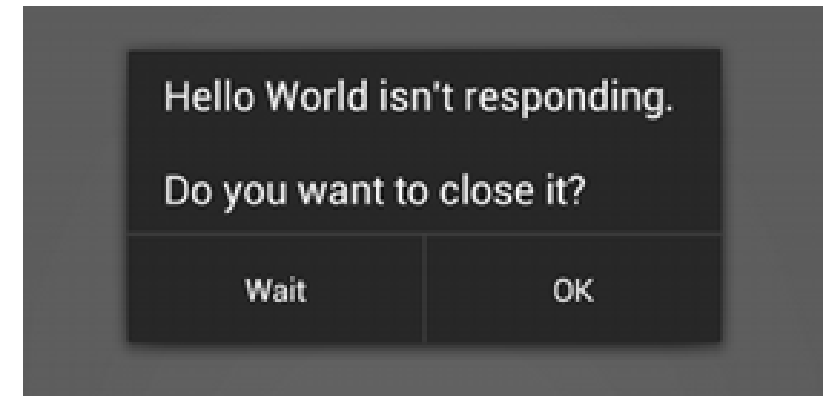 Hello World isn't responding.
Do you want to close it?
Wait
OK